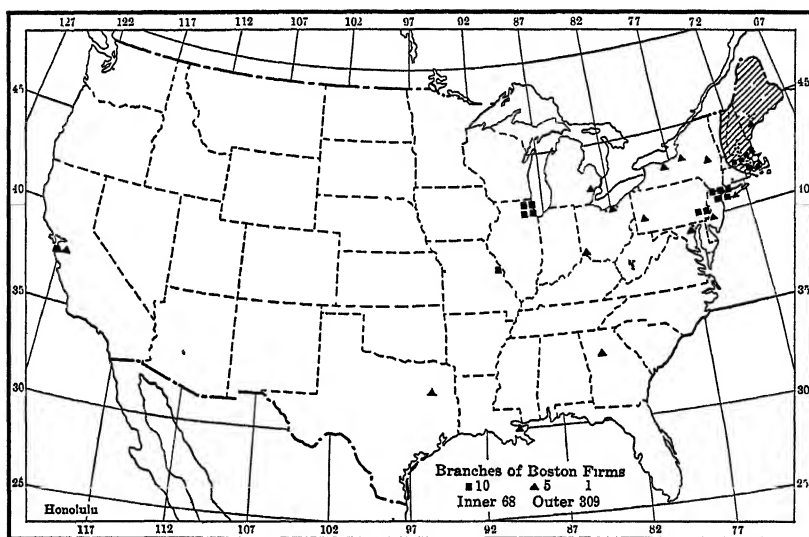 127 122 117 112 107 102 97 92 87 82 77 72 67
45 45
40 40
35 35
30 30
25 25
Branches of Boston Firms
■10 ▲5 1
Inner 68 Outer 309
Honolulu
117 112 107 102 97 92 87 82 77